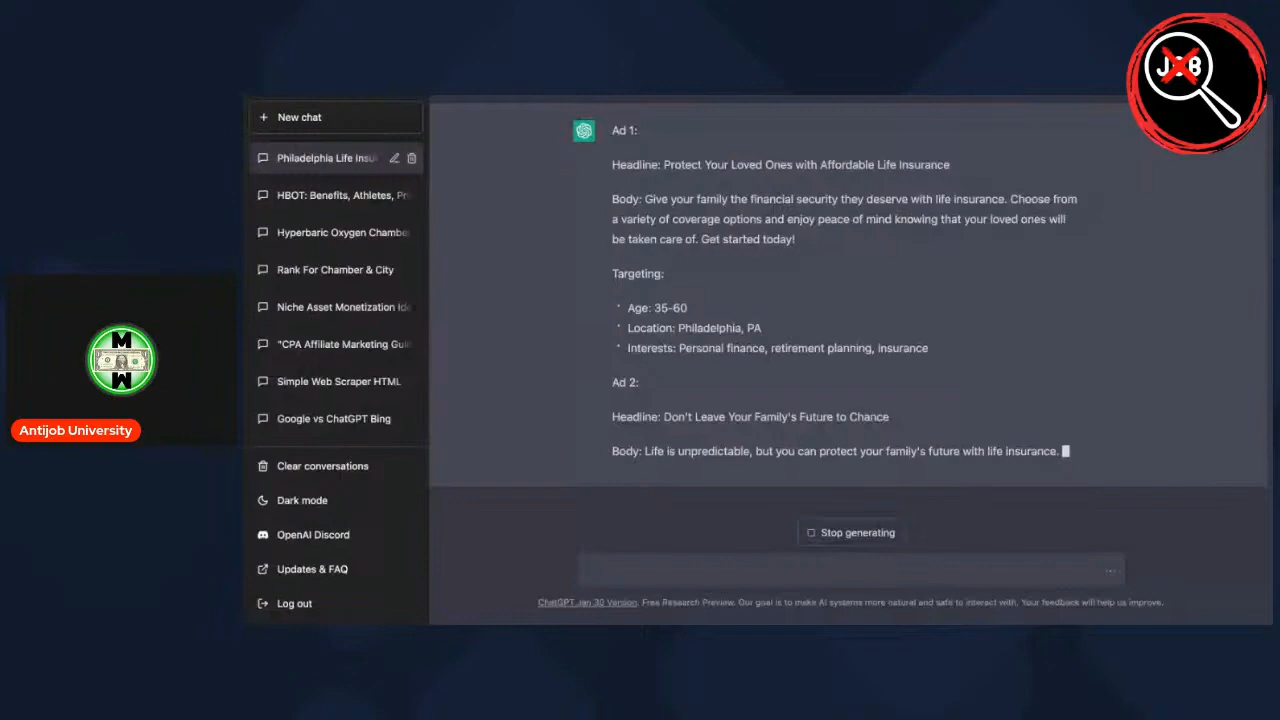 JOB
New chat
Philadelphia Life Insu
HBOT: Benefits, Athletes, Pr
Hyperbaric Oxygen Chambe
Rank For Chamber & City
Niche Asset Monetization Ide
"CPA Affiliate Marketing Gui
Simple Web Scraper HTML
Google vs ChatGPT Bing
Clear conversations
Dark mode
OpenAI Discord
Updates & FAQ
Log out
M
M
Antijob University
Ad 1:
Headline: Protect Your Loved Ones with Affordable Life Insurance
Body: Give your family the financial security they deserve with life insurance. Choose from
a variety of coverage options and enjoy peace of mind knowing that your loved ones will
be taken care of. Get started today!
Targeting:
Age: 35-60
Location: Philadelphia, PA
Interests: Personal finance, retirement planning, insurance
Ad 2:
Headline: Don't Leave Your Family's Future to Chance
Body: Life is unpredictable, but you can protect your family's future with life insurance.
Stop generating
ChatGPT Jan 30 Version. Free Research Preview. Our goal is to make AI systems more natural and safe to interact with. Your feedback will help us improve.